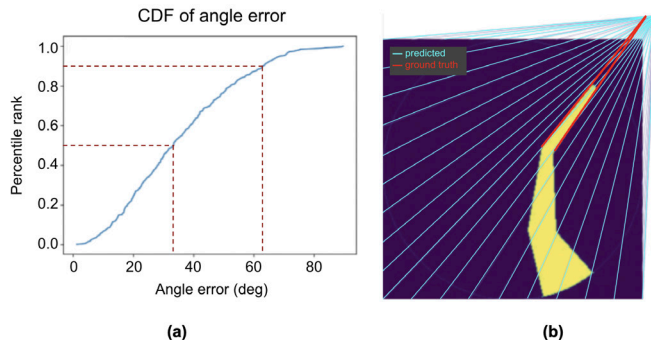 CDF of angle error
1.0
0.8
0.6
0.4
0.2
0.0
Percentile rank
0 20 40 60 80
Angle error (deg)
(a)
predicted
ground truth
(b)